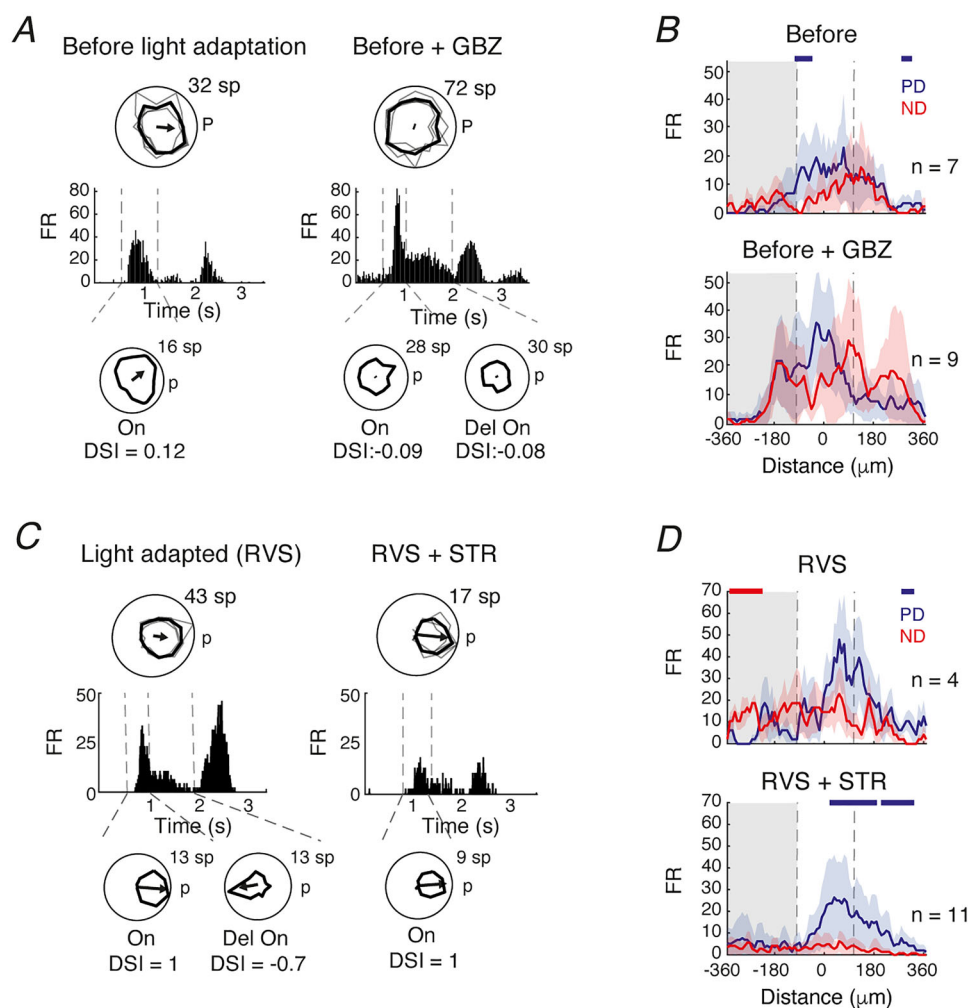 A
Before light adaptation
32 sp
P
FR
80
60
40
20
0
1 2 3
Time (s)
16 sp
p
On
DSI = 0.12
Before + GBZ
72 sp
P
FR
80
60
40
20
0
1 2 3
Time (s)
28 sp
p
On
DSI:-0.09
30 sp
p
Del On
DSI:-0.08
B
Before
FR
50
40
30
20
10
0
PD
ND
n = 7
Before + GBZ
FR
50
40
30
20
10
0
n = 9
-360 -180 0 180 360
Distance (µm)
C
Light adapted (RVS)
43 sp
p
FR
50
25
0
1 2 3
Time (s)
13 sp
p
On
DSI = 1
13 sp
p
Del On
DSI = -0.7
RVS + STR
17 sp
p
FR
50
25
0
1 2 3
Time (s)
9 sp
p
On
DSI = 1
D
RVS
FR
70
60
50
40
30
20
10
0
PD
ND
n = 4
RVS + STR
FR
70
60
50
40
30
20
10
0
n = 11
-360 -180 0 180 360
Distance (µm)